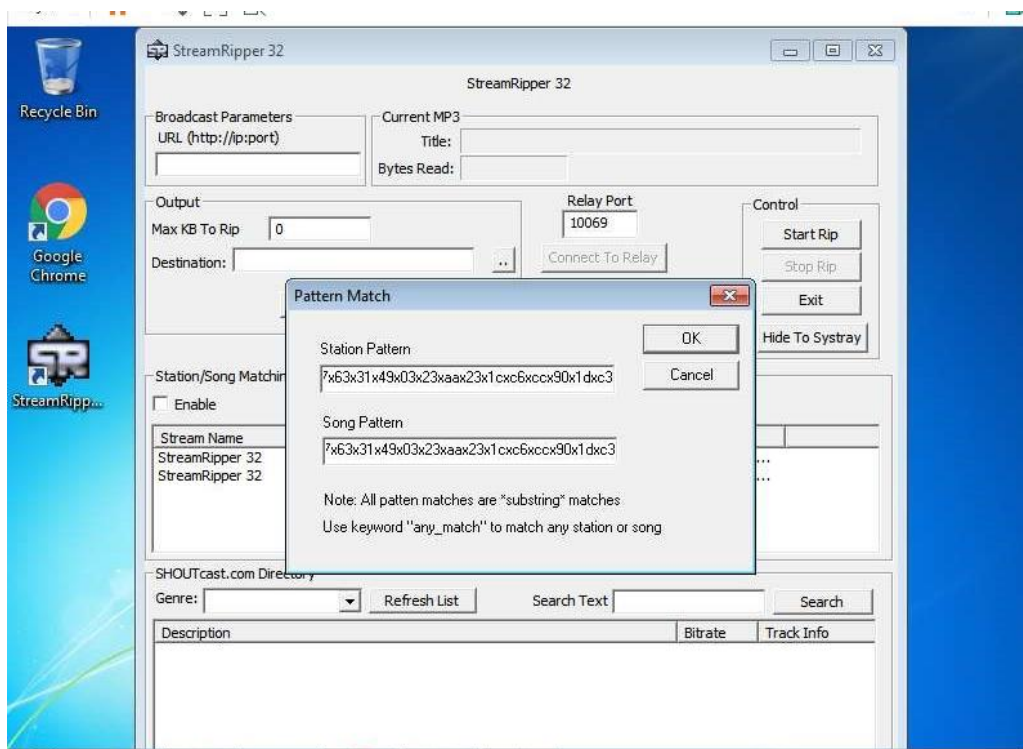 StreamRipper 32
StreamRipper 32
Recycle Bin
Broadcast Parameters
URL (http://ip:port)
Current MP3
Title:
Bytes Read:
Output
Max KB To Rip 0
Destination: ..
Relay Port
10069
Connect To Relay
Control
Start Rip
Stop Rip
Exit
Hide To Systray
Google
Chrome
StreamRipp...
Pattern Match
Station Pattern
7x63x31x49x03x23xaax23x1cxc6xccx90x1dxc3
Song Pattern
7x63x31x49x03x23xaax23x1cxc6xccx90x1dxc3
OK
Cancel
Note: All patten matches are *substring* matches
Use keyword "any_match" to match any station or song
Station/Song Matchin
Enable
Stream Name
StreamRipper 32 ...
StreamRipper 32 ...
SHOUTcast.com Directory
Genre: Refresh List Search Text Search
Description Bitrate Track Info